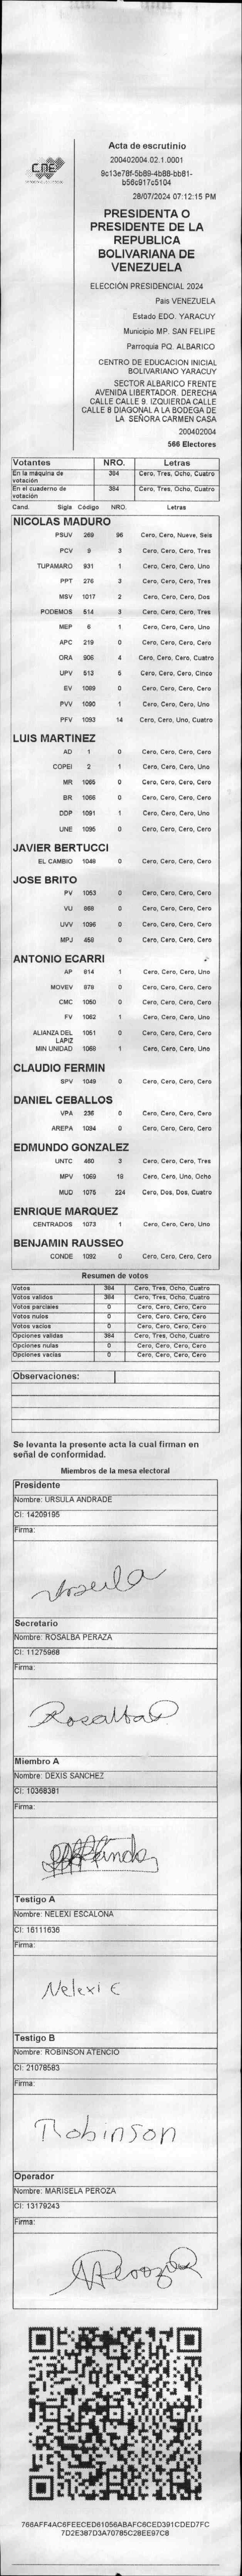 CNE
Acta de escrutinio
200402004.02.1.0001
9c13e78f-5b89-4b88-bb81-
b56c917c5104
28/07/2024 07:12:15 PM
PRESIDENTA O
PRESIDENTE DE LA
REPUBLICA
BOLIVARIANA DE
VENEZUELA
ELECCIÓN PRESIDENCIAL 2024
Pais VENEZUELA
Estado EDO. YARACUY
Municipio MP. SAN FELIPE
Parroquia PQ. ALBARICO
CENTRO DE EDUCACION INICIAL
BOLIVARIANO YARACUY
SECTOR ALBARICO FRENTE
AVENIDA LIBERTADOR. DERECHA
CALLE CALLE 9. IZQUIERDA CALLE
CALLE 8 DIAGONAL A LA BODEGA DE
LA SEÑORA CARMEN CASA
200402004
566 Electores
Votantes NRO. Letras
En la máquina de votación 384 Cero, Tres, Ocho, Cuatro
En el cuaderno de votación 384 Cero, Tres, Ocho, Cuatro
Cand. Sigla Código NRO. Letras
NICOLAS MADURO
PSUV 269 96 Cero, Cero, Nueve, Seis
PCV 9 3 Cero, Cero, Cero, Tres
TUPAMARO 931 1 Cero, Cero, Cero, Uno
PPT 276 3 Cero, Cero, Cero, Tres
MSV 1017 2 Cero, Cero, Cero, Dos
PODEMOS 514 3 Cero, Cero, Cero, Tres
MEP 6 1 Cero, Cero, Cero, Uno
APC 219 0 Cero, Cero, Cero, Cero
ORA 906 4 Cero, Cero, Cero, Cuatro
UPV 513 5 Cero, Cero, Cero, Cinco
EV 1089 0 Cero, Cero, Cero, Cero
PVV 1090 1 Cero, Cero, Cero, Uno
PFV 1093 14 Cero, Cero, Uno, Cuatro
LUIS MARTINEZ
AD 1 0 Cero, Cero, Cero, Cero
COPEI 2 1 Cero, Cero, Cero, Uno
MR 1065 0 Cero, Cero, Cero, Cero
BR 1066 0 Cero, Cero, Cero, Cero
DDP 1091 1 Cero, Cero, Cero, Uno
UNE 1095 0 Cero, Cero, Cero, Cero
JAVIER BERTUCCI
EL CAMBIO 1048 0 Cero, Cero, Cero, Cero
JOSE BRITO
PV 1053 0 Cero, Cero, Cero, Cero
VU 868 0 Cero, Cero, Cero, Cero
UVV 1096 0 Cero, Cero, Cero, Cero
MPJ 458 0 Cero, Cero, Cero, Cero
ANTONIO ECARRI
AP 814 1 Cero, Cero, Cero, Uno
MOVEV 879 0 Cero, Cero, Cero, Cero
CMC 1050 0 Cero, Cero, Cero, Cero
FV 1062 1 Cero, Cero, Cero, Uno
ALIANZA DEL LAPIZ 1051 0 Cero, Cero, Cero, Cero
MIN UNIDAD 1068 1 Cero, Cero, Cero, Uno
CLAUDIO FERMIN
SPV 1049 0 Cero, Cero, Cero, Cero
DANIEL CEBALLOS
VPA 236 0 Cero, Cero, Cero, Cero
AREPA 1094 0 Cero, Cero, Cero, Cero
EDMUNDO GONZALEZ
UNTC 460 3 Cero, Cero, Cero, Tres
MPV 1069 18 Cero, Cero, Uno, Ocho
MUD 1075 224 Cero, Dos, Dos, Cuatro
ENRIQUE MARQUEZ
CENTRADOS 1073 1 Cero, Cero, Cero, Uno
BENJAMIN RAUSSEO
CONDE 1092 0 Cero, Cero, Cero, Cero
Resumen de votos
Votos 384 Cero, Tres, Ocho, Cuatro
Votos validos 384 Cero, Tres, Ocho, Cuatro
Votos parciales 0 Cero, Cero, Cero, Cero
Votos nulos 0 Cero, Cero, Cero, Cero
Votos vacios 0 Cero, Cero, Cero, Cero
Opciones validas 384 Cero, Tres, Ocho, Cuatro
Opciones nulas 0 Cero, Cero, Cero, Cero
Opciones vacias 0 Cero, Cero, Cero, Cero
Observaciones:
Se levanta la presente acta la cual firman en
señal de conformidad.
Miembros de la mesa electoral
Presidente
Nombre: URSULA ANDRADE
CI: 14209195
Firma:
Ursula
Secretario
Nombre: ROSALBA PERAZA
CI: 11275968
Firma:
Miembro A
Nombre: DEXIS SANCHEZ
CI: 10368381
Firma:
Testigo A
Nombre: NELEXI ESCALONA
CI: 16111636
Firma:
Nelexi E
Testigo B
Nombre: ROBINSON ATENCIO
CI: 21078583
Firma:
Robinson
Operador
Nombre: MARISELA PEROZA
CI: 13179243
Firma:
766AFF4AC6FEECED61056ABAFC6CED391CDED7FC
7D2E387D3A70785C28EE97C8